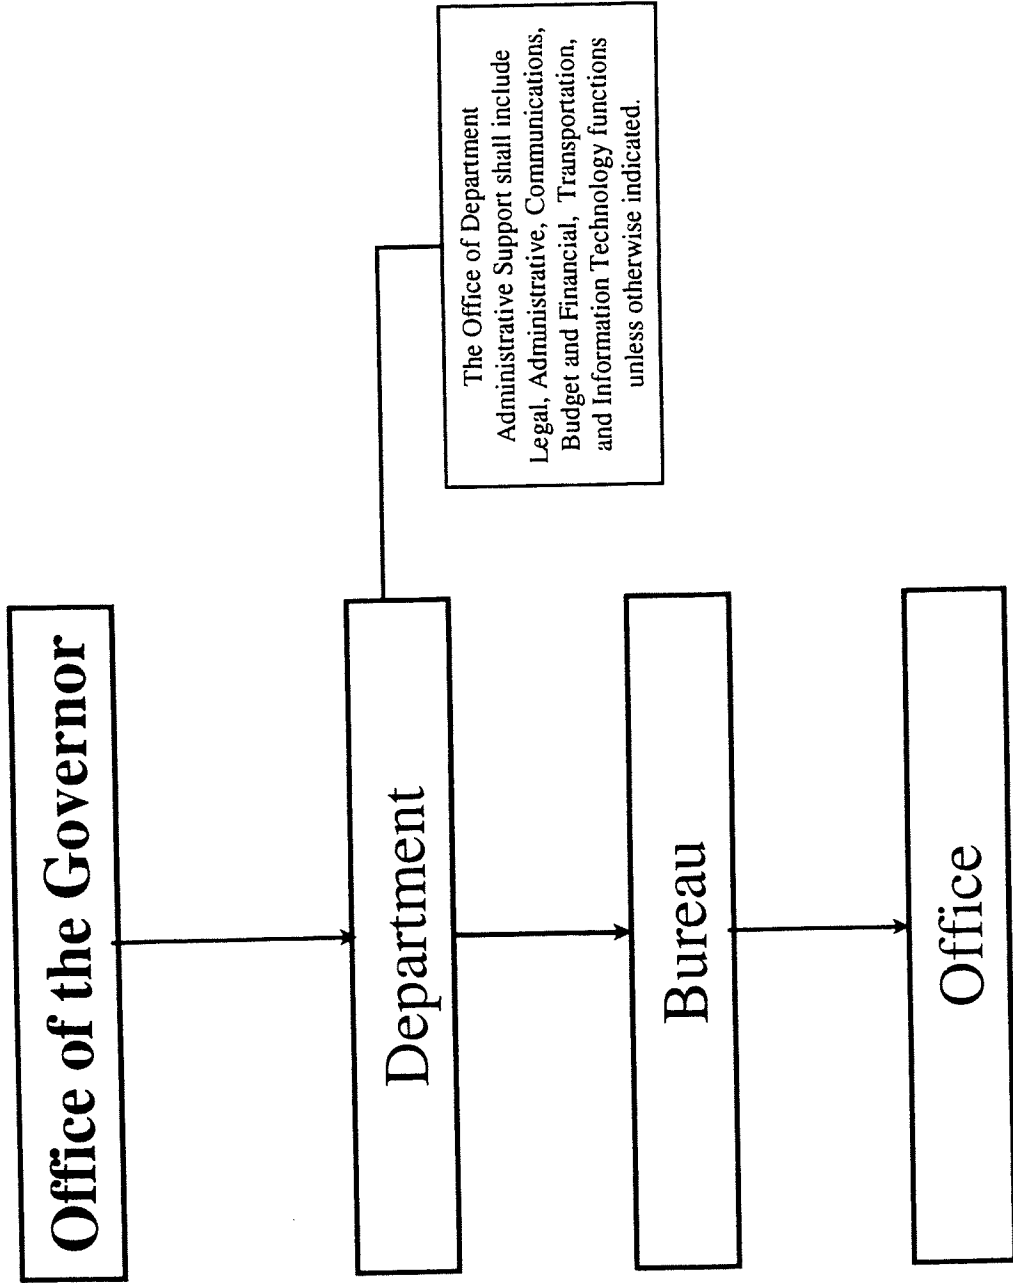 Office of the Governor
Department
The Office of Department
Administrative Support shall include
Legal, Administrative, Communications,
Budget and Financial, Transportation,
and Information Technology functions
unless otherwise indicated.
Bureau
Office